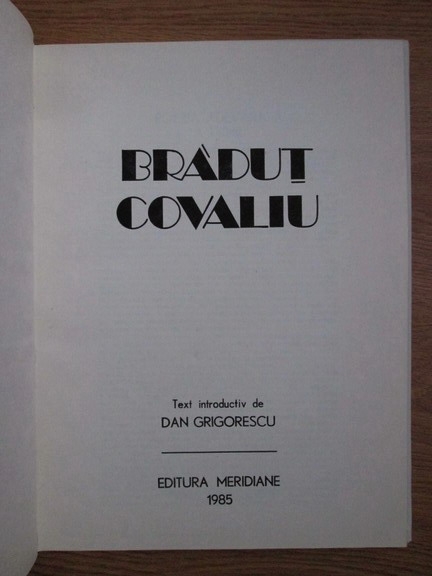 BRĂDUȚ
COVALIU
Text introductiv de
DAN GRIGORESCU
EDITURA MERIDIANE
1985